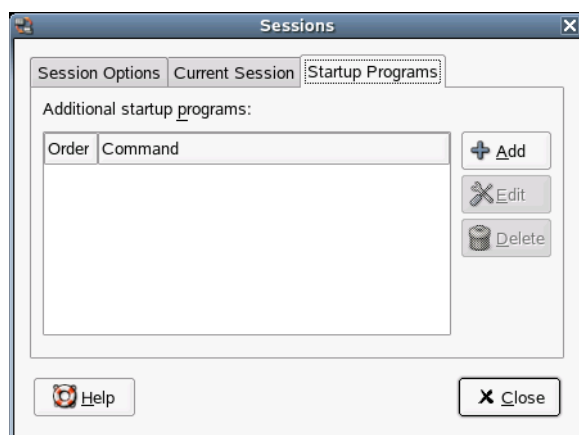 Sessions
Session Options Current Session Startup Programs
Additional startup programs:
Order Command
Add
Edit
Delete
Help Close